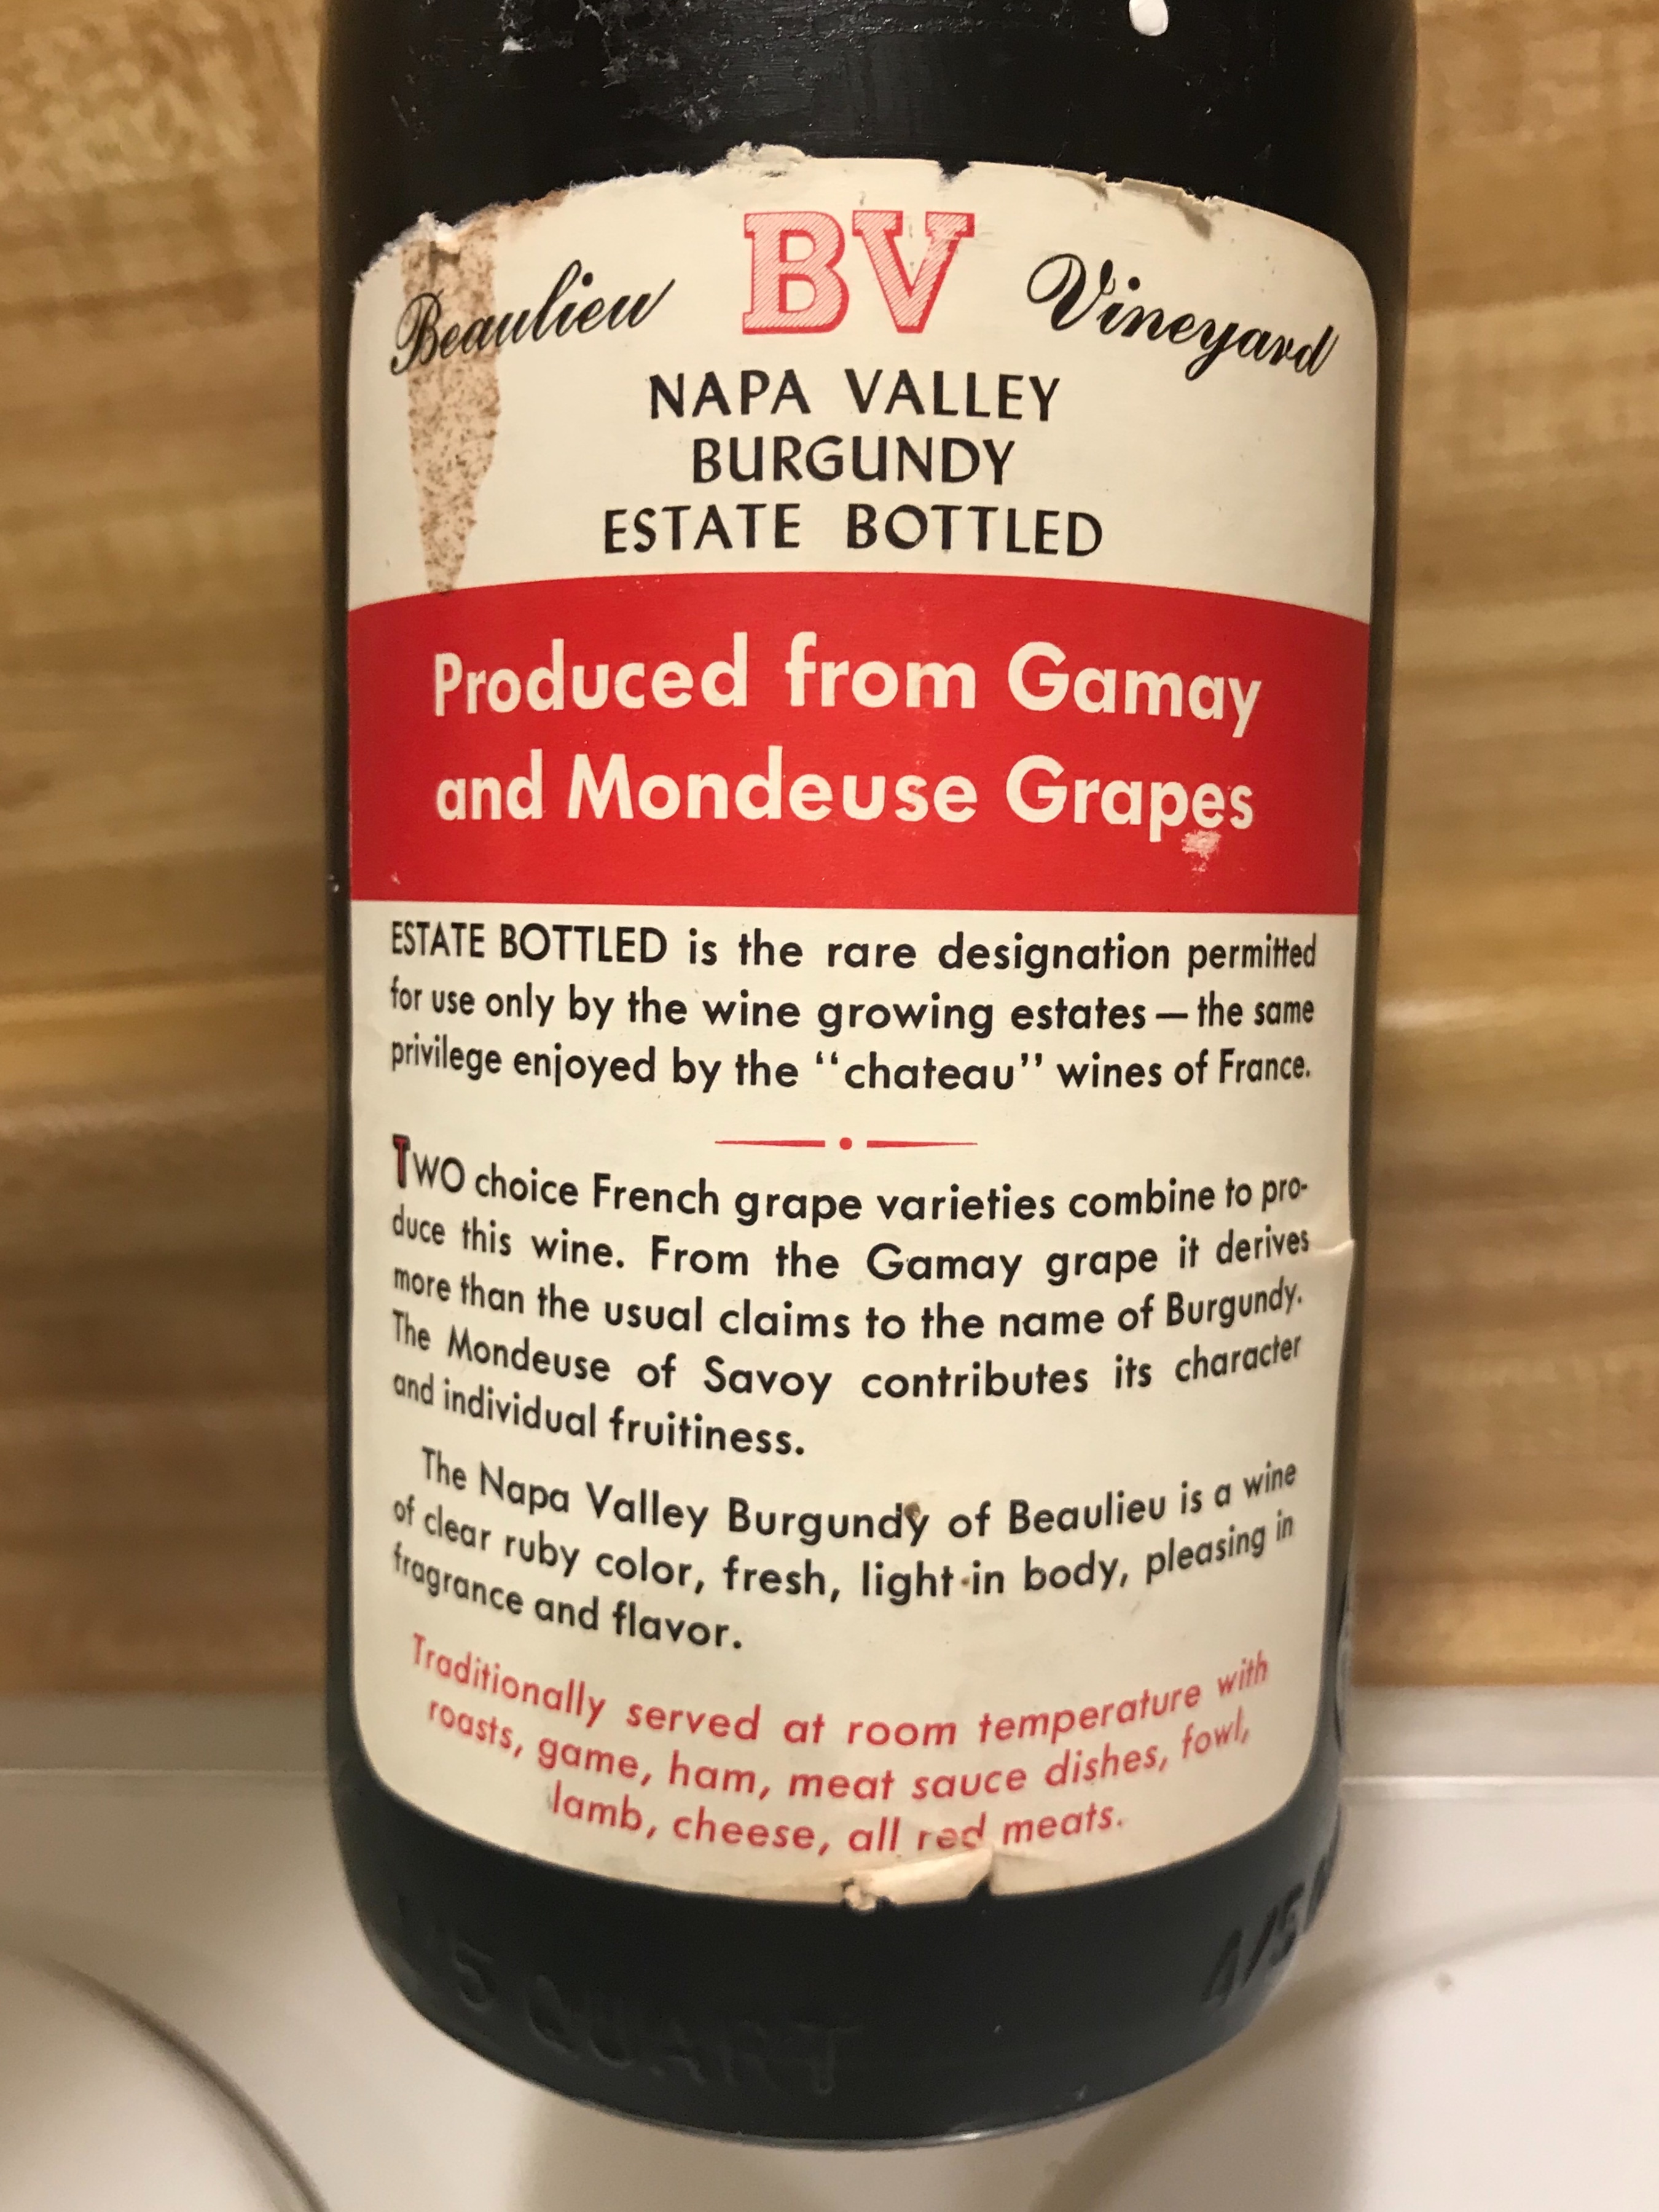 Beaulieu BV Vineyard
NAPA VALLEY
BURGUNDY
ESTATE BOTTLED
Produced from Gamay
and Mondeuse Grapes
ESTATE BOTTLED is the rare designation permitted
for use only by the wine growing estates — the same
privilege enjoyed by the “chateau” wines of France.
TWO choice French grape varieties combine to pro-
duce this wine. From the Gamay grape it derives
more than the usual claims to the name of Burgundy.
The Mondeuse of Savoy contributes its character
and individual fruitiness.
The Napa Valley Burgundy of Beaulieu is a wine
of clear ruby color, fresh, light in body, pleasing in
fragrance and flavor.
Traditionally served at room temperature with
roasts, game, ham, meat sauce dishes, fowl,
lamb, cheese, all red meats.
QUART 4/5